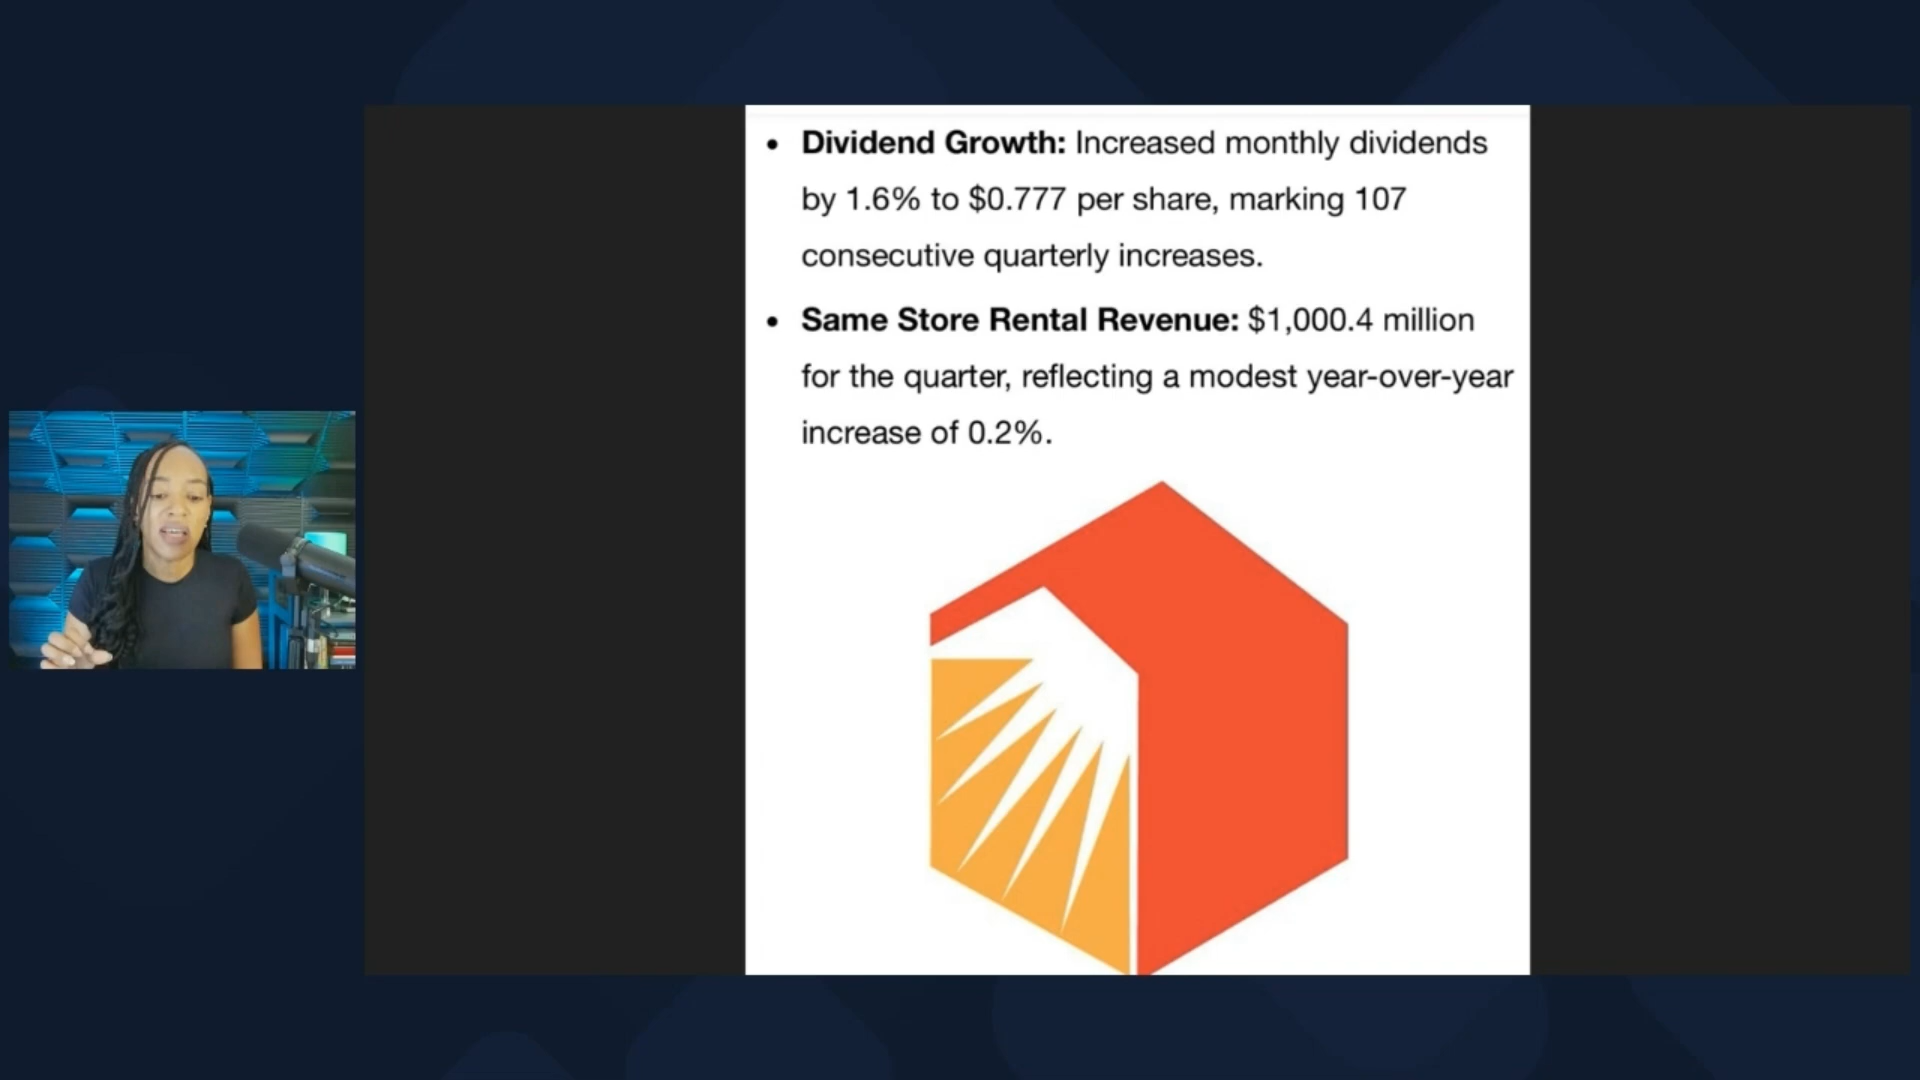 Dividend Growth: Increased monthly dividends
by 1.6% to $0.777 per share, marking 107
consecutive quarterly increases.
Same Store Rental Revenue: $1,000.4 million
for the quarter, reflecting a modest year-over-year
increase of 0.2%.